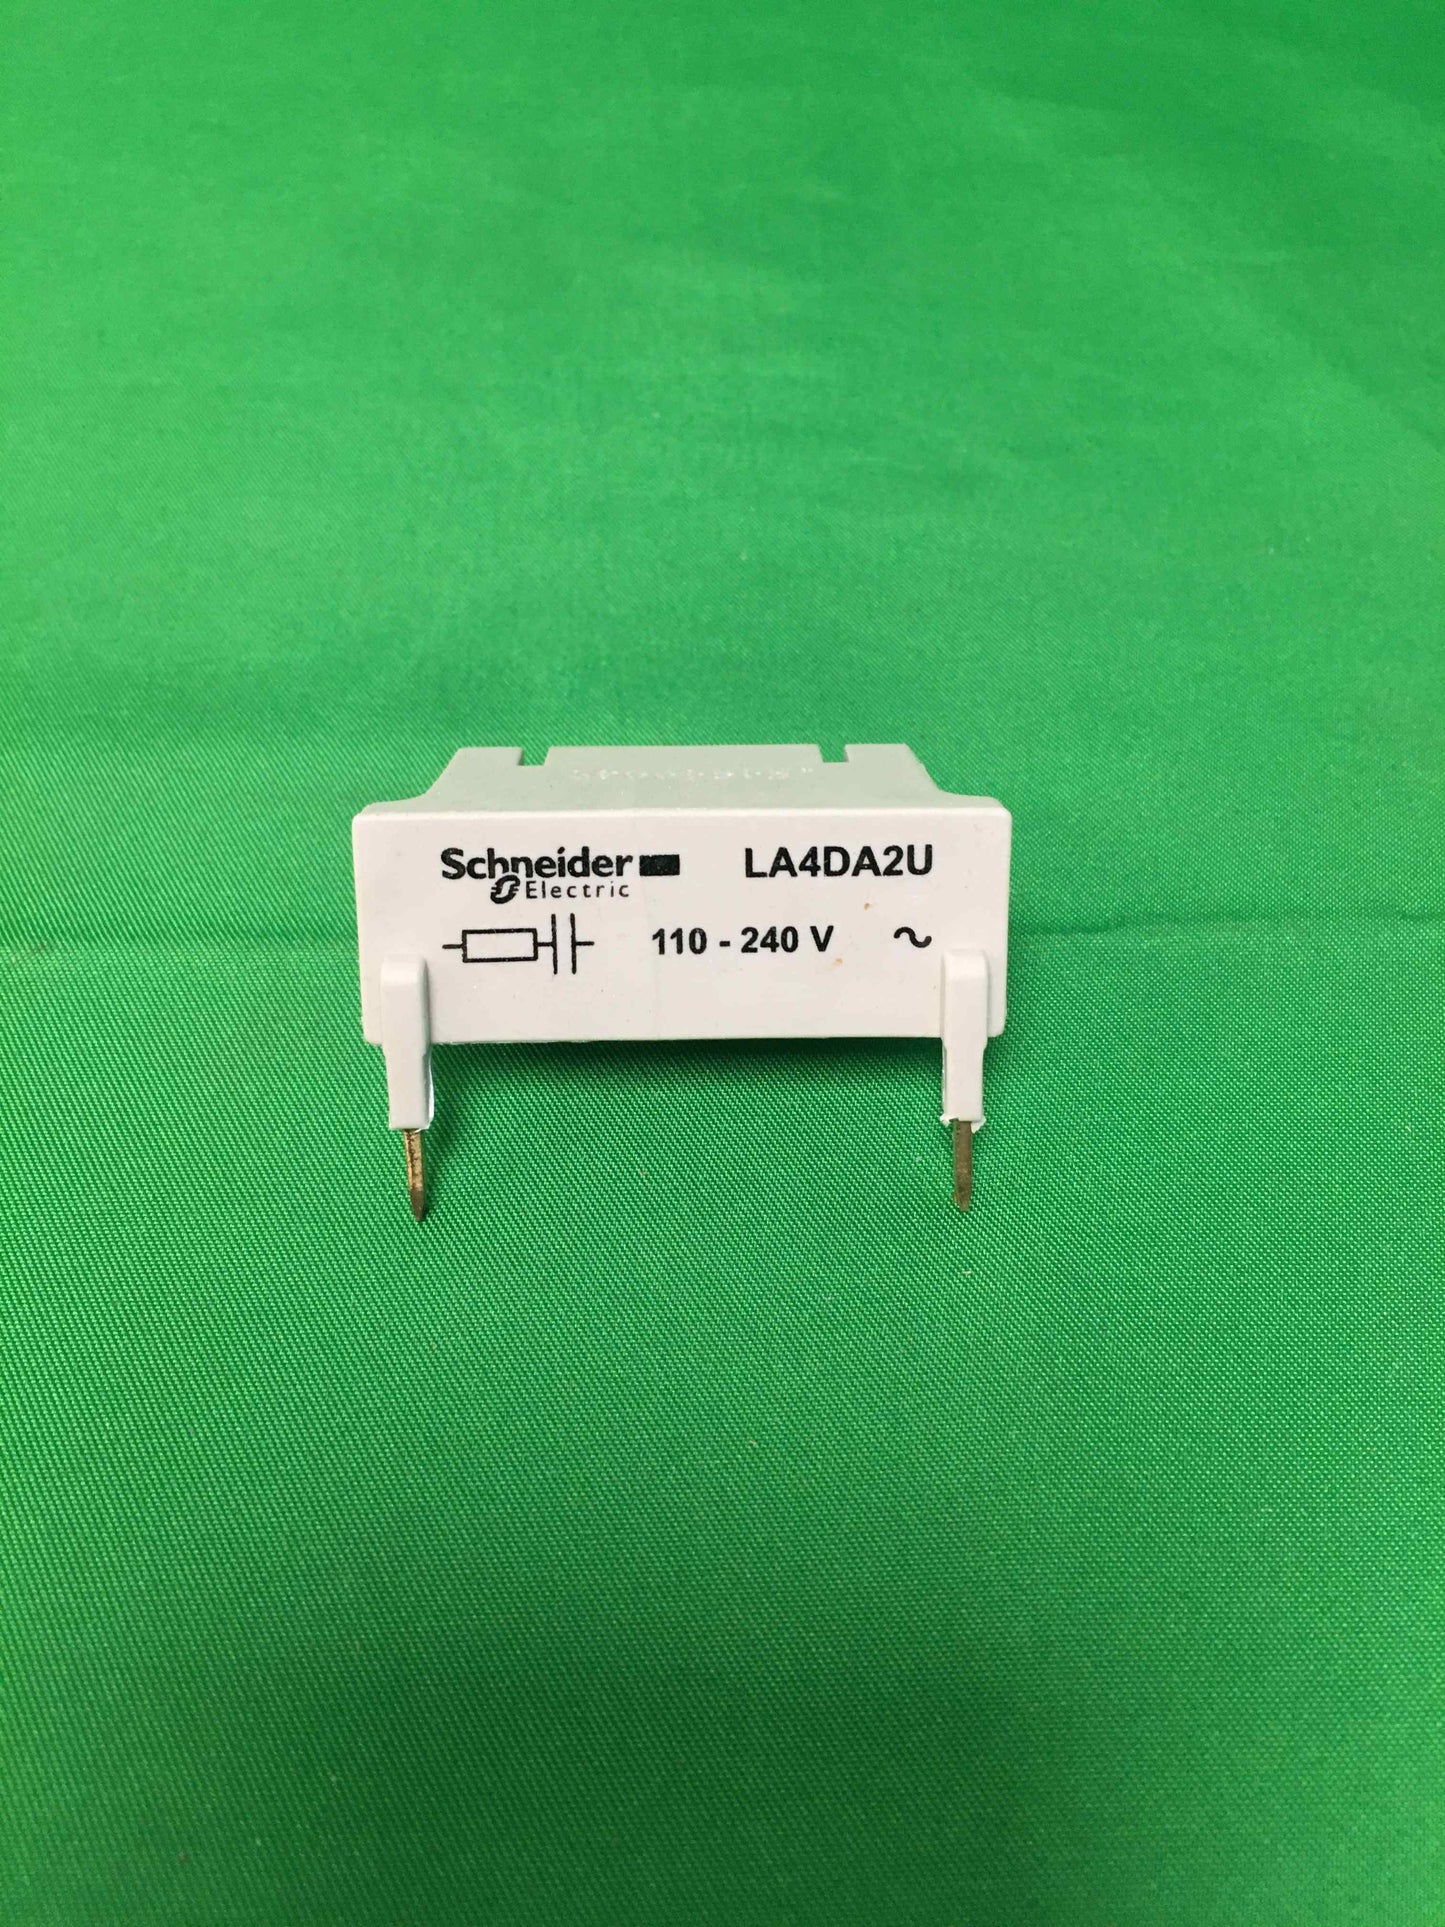 Schneider
Electric
LA4DA2U
110 - 240 V ~